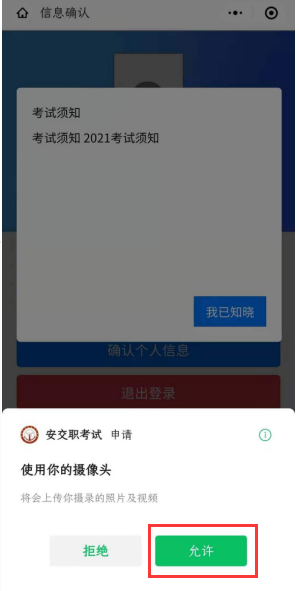 信息确认
考试须知
考试须知 2021考试须知
我已知晓
确认个人信息
退出登录
安交职考试 申请
使用你的摄像头
将会上传你摄录的照片及视频
拒绝
允许